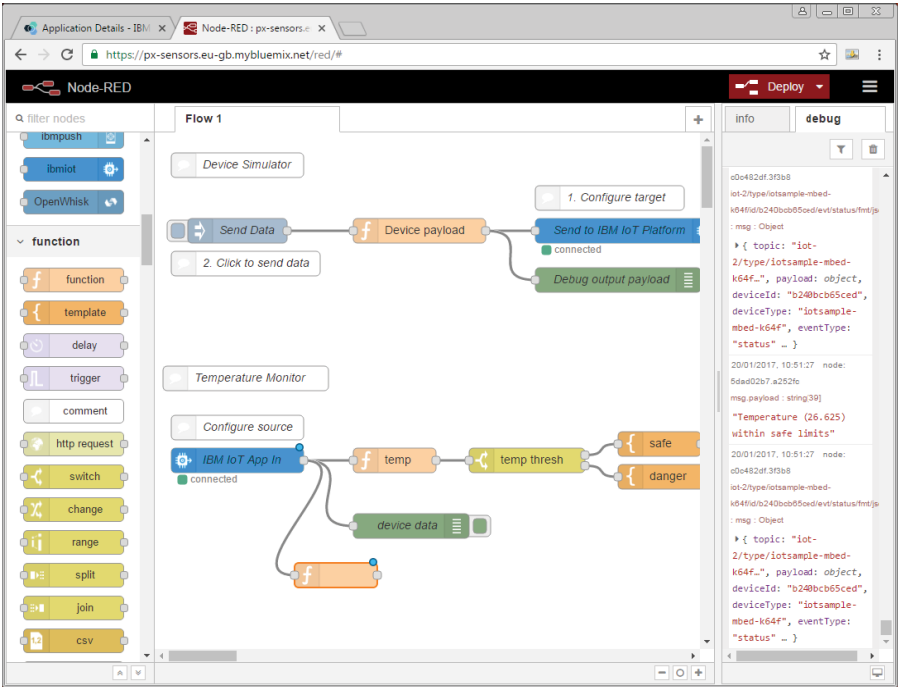 Application Details - IBM
Node-RED : px-sensors.e
https://px-sensors.eu-gb.mybluemix.net/red/#
Node-RED
Deploy
filter nodes
ibmpush
ibmiot
OpenWhisk
function
function
template
delay
trigger
comment
http request
switch
change
range
split
join
csv
1,2
Flow 1
Device Simulator
1. Configure target
Send Data
Device payload
Send to IBM IoT Platform
connected
2. Click to send data
Debug output payload
Temperature Monitor
Configure source
IBM IoT App In
connected
temp
temp thresh
safe
danger
device data
info
debug
c0c482df.3f3b8
iot-2/type/iotsample-mbed-
k64f/id/b240bcb65ced/evt/status/fmt/js
: msg : Object
{ topic: "iot-
2/type/iotsample-mbed-
k64f…", payload: object,
deviceId: "b240bcb65ced",
deviceType: "iotsample-
mbed-k64f", eventType:
"status" … }
20/01/2017, 10:51:27 node:
5dad02b7.a252fc
msg.payload : string[39]
"Temperature (26.625)
within safe limits"
20/01/2017, 10:51:27 node:
c0c482df.3f3b8
iot-2/type/iotsample-mbed-
k64f/id/b240bcb65ced/evt/status/fmt/js
: msg : Object
{ topic: "iot-
2/type/iotsample-mbed-
k64f…", payload: object,
deviceId: "b240bcb65ced",
deviceType: "iotsample-
mbed-k64f", eventType:
"status" … }